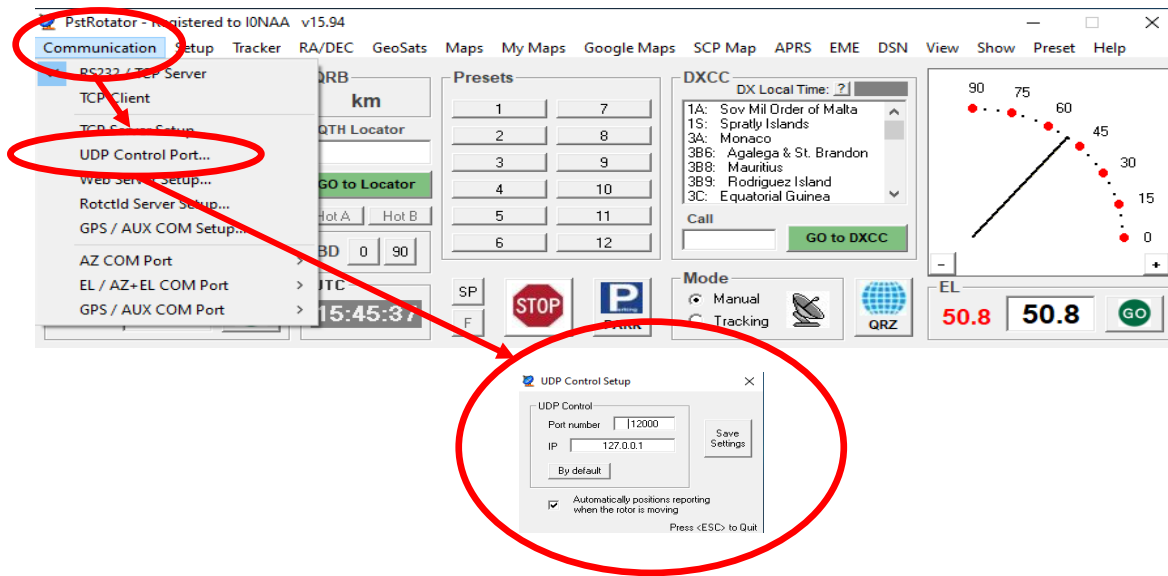 PstRotator - Registered to I0NAA v15.94
Communication Setup Tracker RA/DEC GeoSats Maps My Maps Google Maps SCP Map APRS EME DSN View Show Preset Help
RS232 / TCP Server
TCP Client
TCP Server Setup
UDP Control Port...
Web Server Setup...
Rotctld Server Setup...
GPS / AUX COM Setup...
AZ COM Port >
EL / AZ+EL COM Port >
GPS / AUX COM Port >
QRB
km
QTH Locator
GO to Locator
Hot A Hot B
BD 0 90
UTC
15:45:37
Presets
1 7
2 8
3 9
4 10
5 11
6 12
SP
F
STOP
P
PARK
DXCC
DX Local Time: ?
1A: Sov Mil Order of Malta
1S: Spratly Islands
3A: Monaco
3B6: Agalega & St. Brandon
3B8: Mauritius
3B9: Rodriguez Island
3C: Equatorial Guinea
Call
GO to DXCC
Mode
Manual
Tracking
QRZ
90
75
60
45
30
15
0
- +
EL
50.8 50.8 GO
UDP Control Setup
UDP Control
Port number 12000
IP 127.0.0.1
By default
Save
Settings
Automatically positions reporting
when the rotor is moving
Press <ESC> to Quit